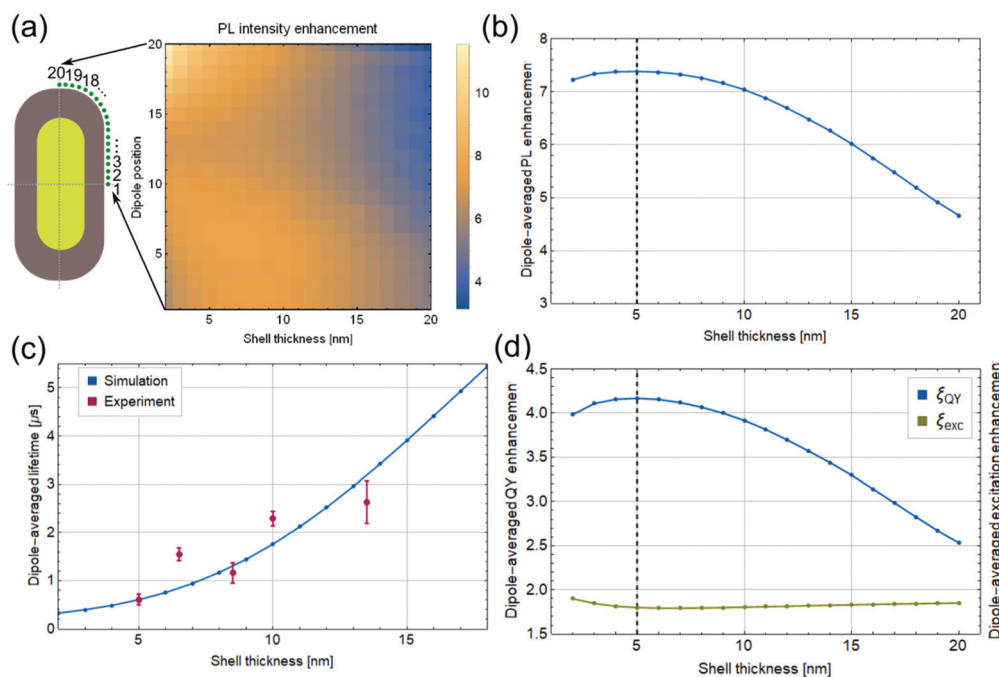 (a)
PL intensity enhancement
20
19
18
...
3
2
1
Dipole position
20
15
10
5
5
10
15
20
Shell thickness [nm]
10
8
6
4
(b)
Dipole-averaged PL enhancemen
8
7
6
5
4
3
0
5
10
15
20
Shell thickness [nm]
(c)
Simulation
Experiment
Dipole-averaged lifetime [μs]
5
4
3
2
1
0
5
10
15
Shell thickness [nm]
(d)
ξQY
ξexc
Dipole-averaged QY enhancemen
4.5
4.0
3.5
3.0
2.5
2.0
1.5
0
5
10
15
20
Shell thickness [nm]
Dipole-averaged excitation enhancemen